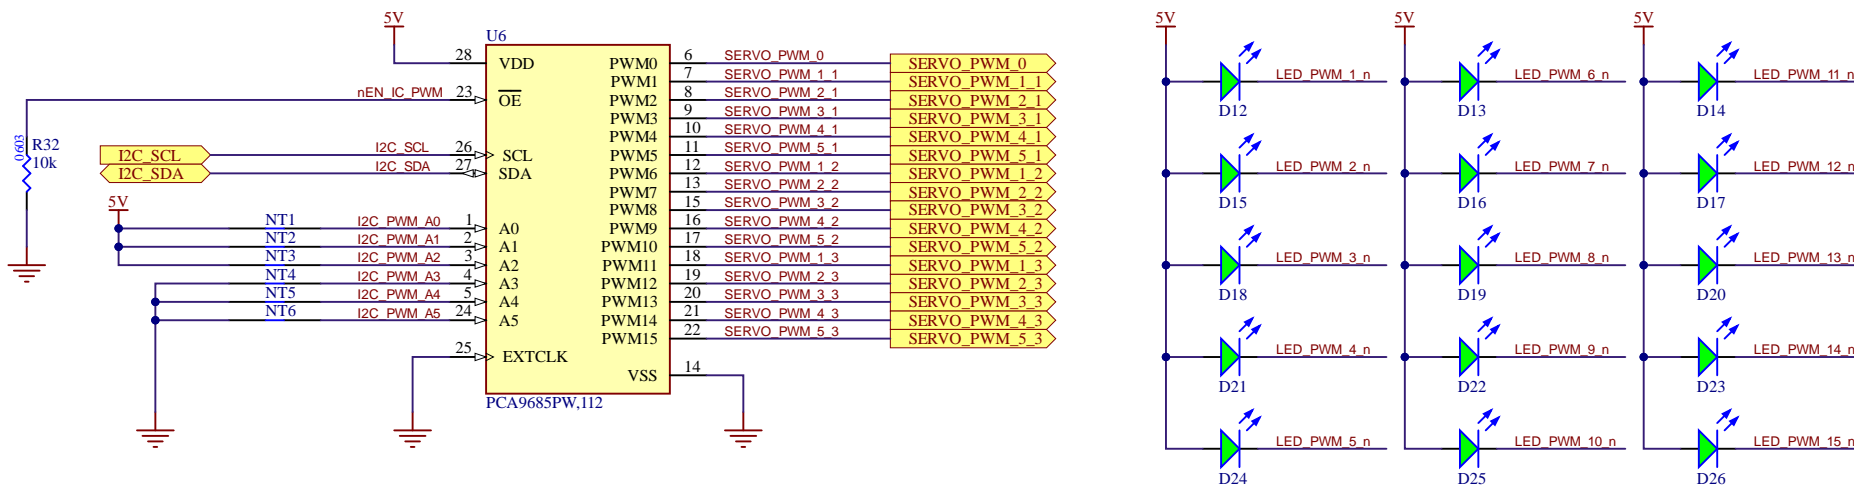 5V
U6
28 VDD
nEN_IC_PWM 23 OE
0603
R32
10k
I2C_SCL I2C_SCL 26 SCL
I2C_SDA I2C_SDA 27 SDA
5V
NT1 I2C_PWM_A0 1 A0
NT2 I2C_PWM_A1 2 A1
NT3 I2C_PWM_A2 3 A2
NT4 I2C_PWM_A3 4 A3
NT5 I2C_PWM_A4 5 A4
NT6 I2C_PWM_A5 24 A5
25 EXTCLK
PWM0 6 SERVO_PWM_0 SERVO_PWM_0
PWM1 7 SERVO_PWM_1_1 SERVO_PWM_1_1
PWM2 8 SERVO_PWM_2_1 SERVO_PWM_2_1
PWM3 9 SERVO_PWM_3_1 SERVO_PWM_3_1
PWM4 10 SERVO_PWM_4_1 SERVO_PWM_4_1
PWM5 11 SERVO_PWM_5_1 SERVO_PWM_5_1
PWM6 12 SERVO_PWM_1_2 SERVO_PWM_1_2
PWM7 13 SERVO_PWM_2_2 SERVO_PWM_2_2
PWM8 15 SERVO_PWM_3_2 SERVO_PWM_3_2
PWM9 16 SERVO_PWM_4_2 SERVO_PWM_4_2
PWM10 17 SERVO_PWM_5_2 SERVO_PWM_5_2
PWM11 18 SERVO_PWM_1_3 SERVO_PWM_1_3
PWM12 19 SERVO_PWM_2_3 SERVO_PWM_2_3
PWM13 20 SERVO_PWM_3_3 SERVO_PWM_3_3
PWM14 21 SERVO_PWM_4_3 SERVO_PWM_4_3
PWM15 22 SERVO_PWM_5_3 SERVO_PWM_5_3
VSS 14
PCA9685PW,112
5V 5V 5V
LED_PWM_1_n LED_PWM_6_n LED_PWM_11_n
D12 D13 D14
LED_PWM_2_n LED_PWM_7_n LED_PWM_12_n
D15 D16 D17
LED_PWM_3_n LED_PWM_8_n LED_PWM_13_n
D18 D19 D20
LED_PWM_4_n LED_PWM_9_n LED_PWM_14_n
D21 D22 D23
LED_PWM_5_n LED_PWM_10_n LED_PWM_15_n
D24 D25 D26